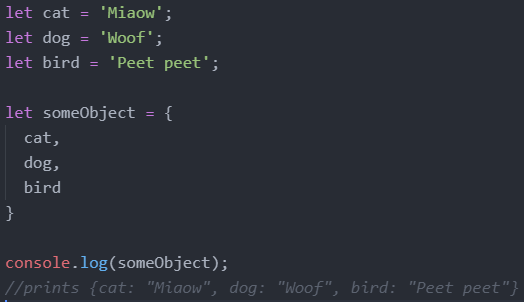 let cat = 'Miaow';
let dog = 'Woof';
let bird = 'Peet peet';
let someObject = {
cat,
dog,
bird
}
console.log(someObject);
//prints {cat: "Miaow", dog: "Woof", bird: "Peet peet"}